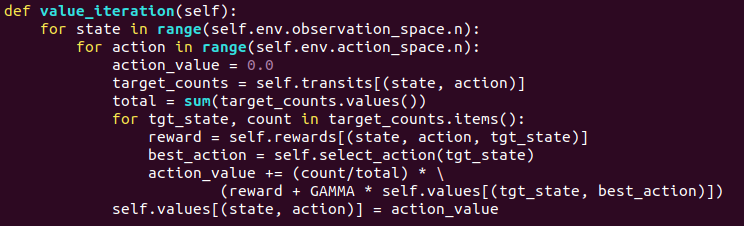 def value_iteration(self):
    for state in range(self.env.observation_space.n):
        for action in range(self.env.action_space.n):
            action_value = 0.0
            target_counts = self.transits[(state, action)]
            total = sum(target_counts.values())
            for tgt_state, count in target_counts.items():
                reward = self.rewards[(state, action, tgt_state)]
                best_action = self.select_action(tgt_state)
                action_value += (count/total) * \
                        (reward + GAMMA * self.values[(tgt_state, best_action)])
            self.values[(state, action)] = action_value